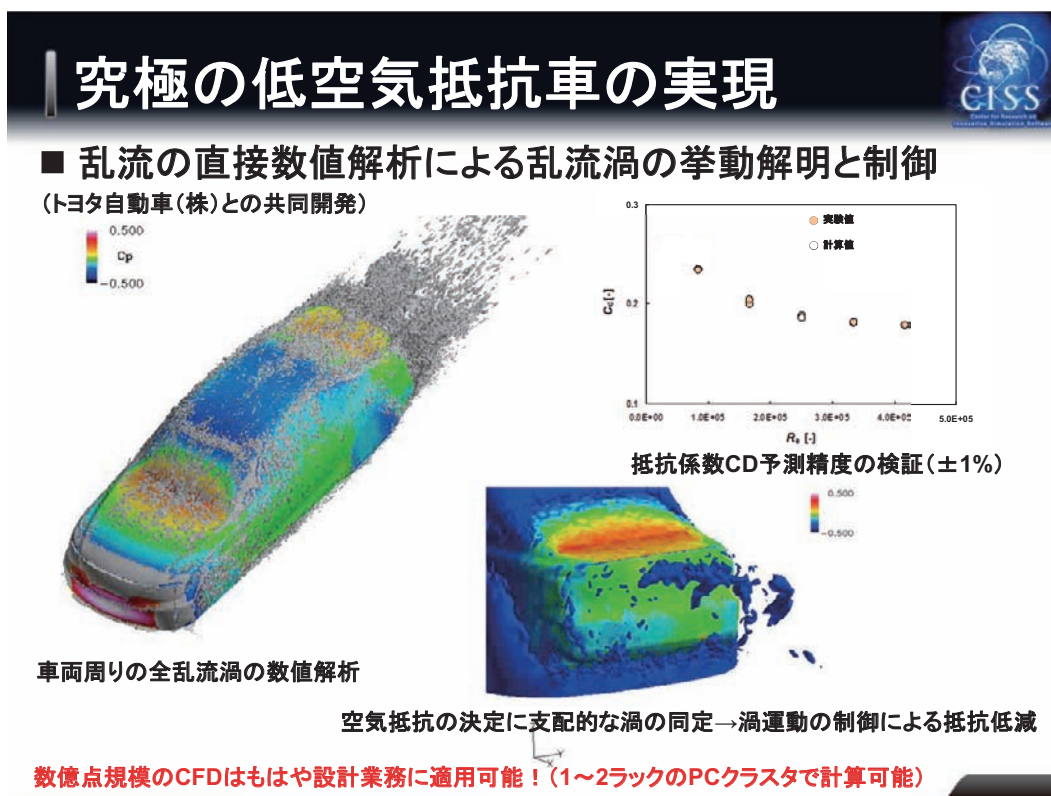 究極の低空気抵抗車の実現
CISS
Center for Research on
Innovative Simulation Software
■ 乱流の直接数値解析による乱流渦の挙動解明と制御
（トヨタ自動車（株）との共同開発）
0.500
Cp
-0.500
0.3
実験値
計算値
Cd [-]
0.2
0.1
0.0E+00 1.0E+05 2.0E+05 3.0E+05 4.0E+05 5.0E+05
Re [-]
抵抗係数CD予測精度の検証（±1%）
0.500
-0.500
車両周りの全乱流渦の数値解析
空気抵抗の決定に支配的な渦の同定→渦運動の制御による抵抗低減
Y
X
数億点規模のCFDはもはや設計業務に適用可能！（1～2ラックのPCクラスタで計算可能）